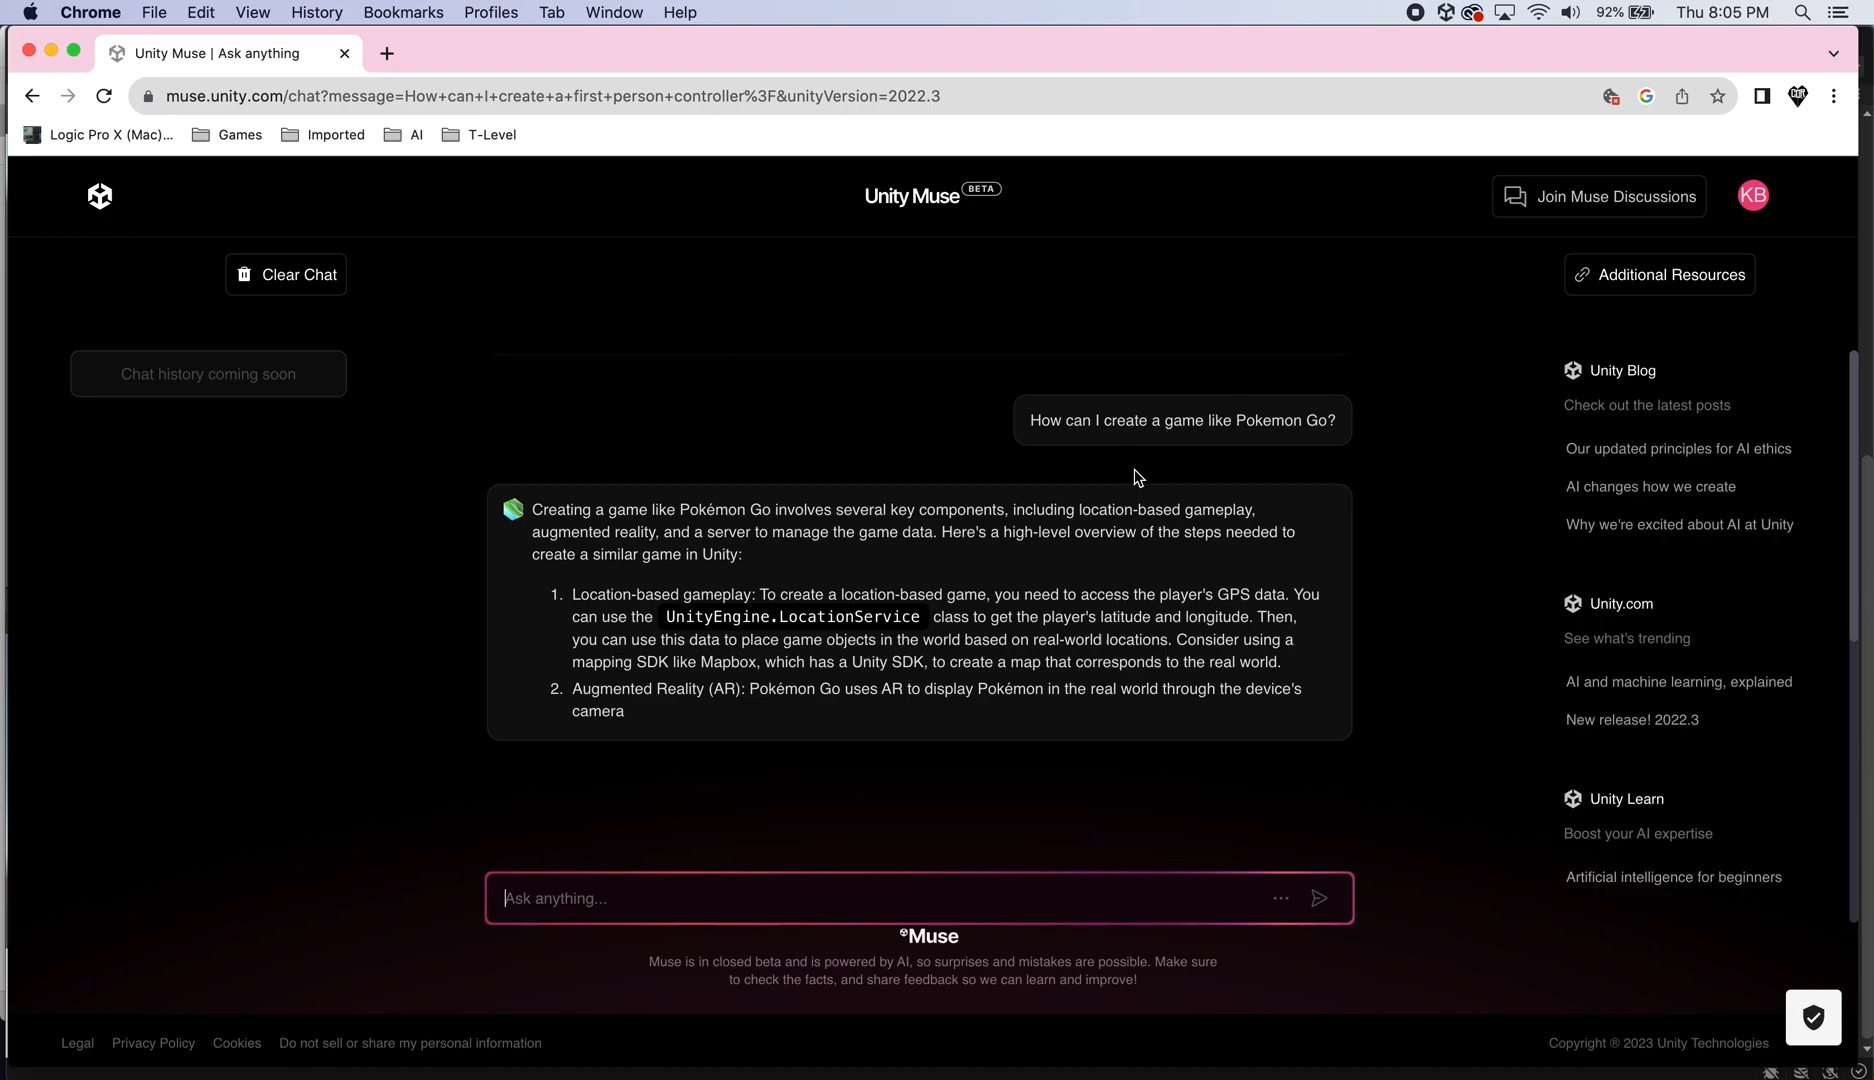 Chrome File Edit View History Bookmarks Profiles Tab Window Help 92% Thu 8:05 PM
Unity Muse | Ask anything
muse.unity.com/chat?message=How+can+I+create+a+first+person+controller%3F&unityVersion=2022.3
Logic Pro X (Mac)... Games Imported AI T-Level
Unity Muse BETA
Join Muse Discussions
KB
Clear Chat
Additional Resources
Chat history coming soon
How can I create a game like Pokemon Go?
Creating a game like Pokémon Go involves several key components, including location-based gameplay,
augmented reality, and a server to manage the game data. Here's a high-level overview of the steps needed to
create a similar game in Unity:
1. Location-based gameplay: To create a location-based game, you need to access the player's GPS data. You
can use the UnityEngine.LocationService class to get the player's latitude and longitude. Then,
you can use this data to place game objects in the world based on real-world locations. Consider using a
mapping SDK like Mapbox, which has a Unity SDK, to create a map that corresponds to the real world.
2. Augmented Reality (AR): Pokémon Go uses AR to display Pokémon in the real world through the device's
camera
Unity Blog
Check out the latest posts
Our updated principles for AI ethics
AI changes how we create
Why we're excited about AI at Unity
Unity.com
See what's trending
AI and machine learning, explained
New release! 2022.3
Unity Learn
Boost your AI expertise
Artificial intelligence for beginners
Ask anything...
Muse
Muse is in closed beta and is powered by AI, so surprises and mistakes are possible. Make sure
to check the facts, and share feedback so we can learn and improve!
Legal Privacy Policy Cookies Do not sell or share my personal information
Copyright ® 2023 Unity Technologies